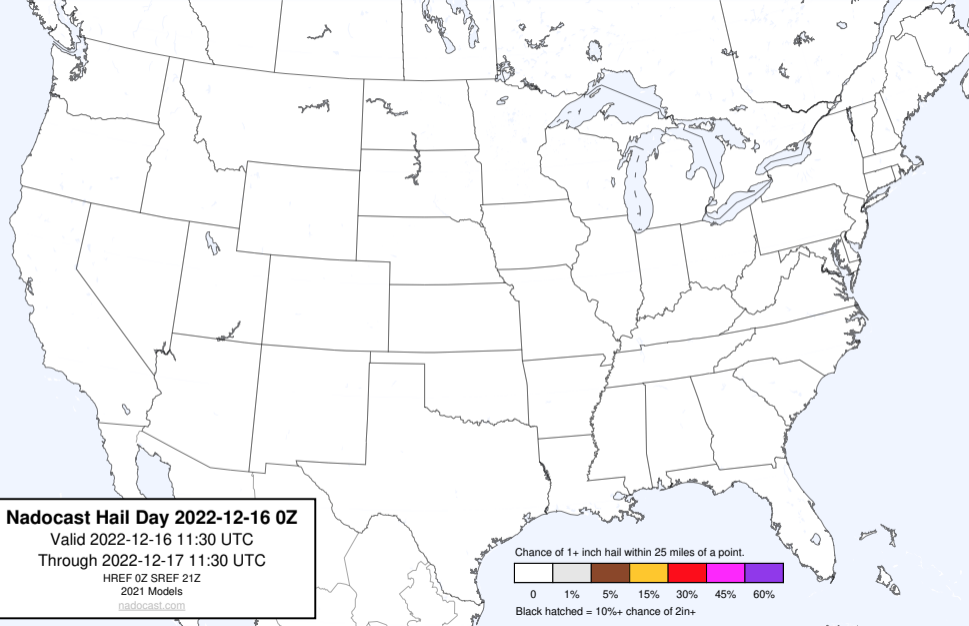 Nadocast Hail Day 2022-12-16 0Z
Valid 2022-12-16 11:30 UTC
Through 2022-12-17 11:30 UTC
HREF 0Z SREF 21Z
2021 Models
nadocast.com
Chance of 1+ inch hail within 25 miles of a point.
0 1% 5% 15% 30% 45% 60%
Black hatched = 10%+ chance of 2in+